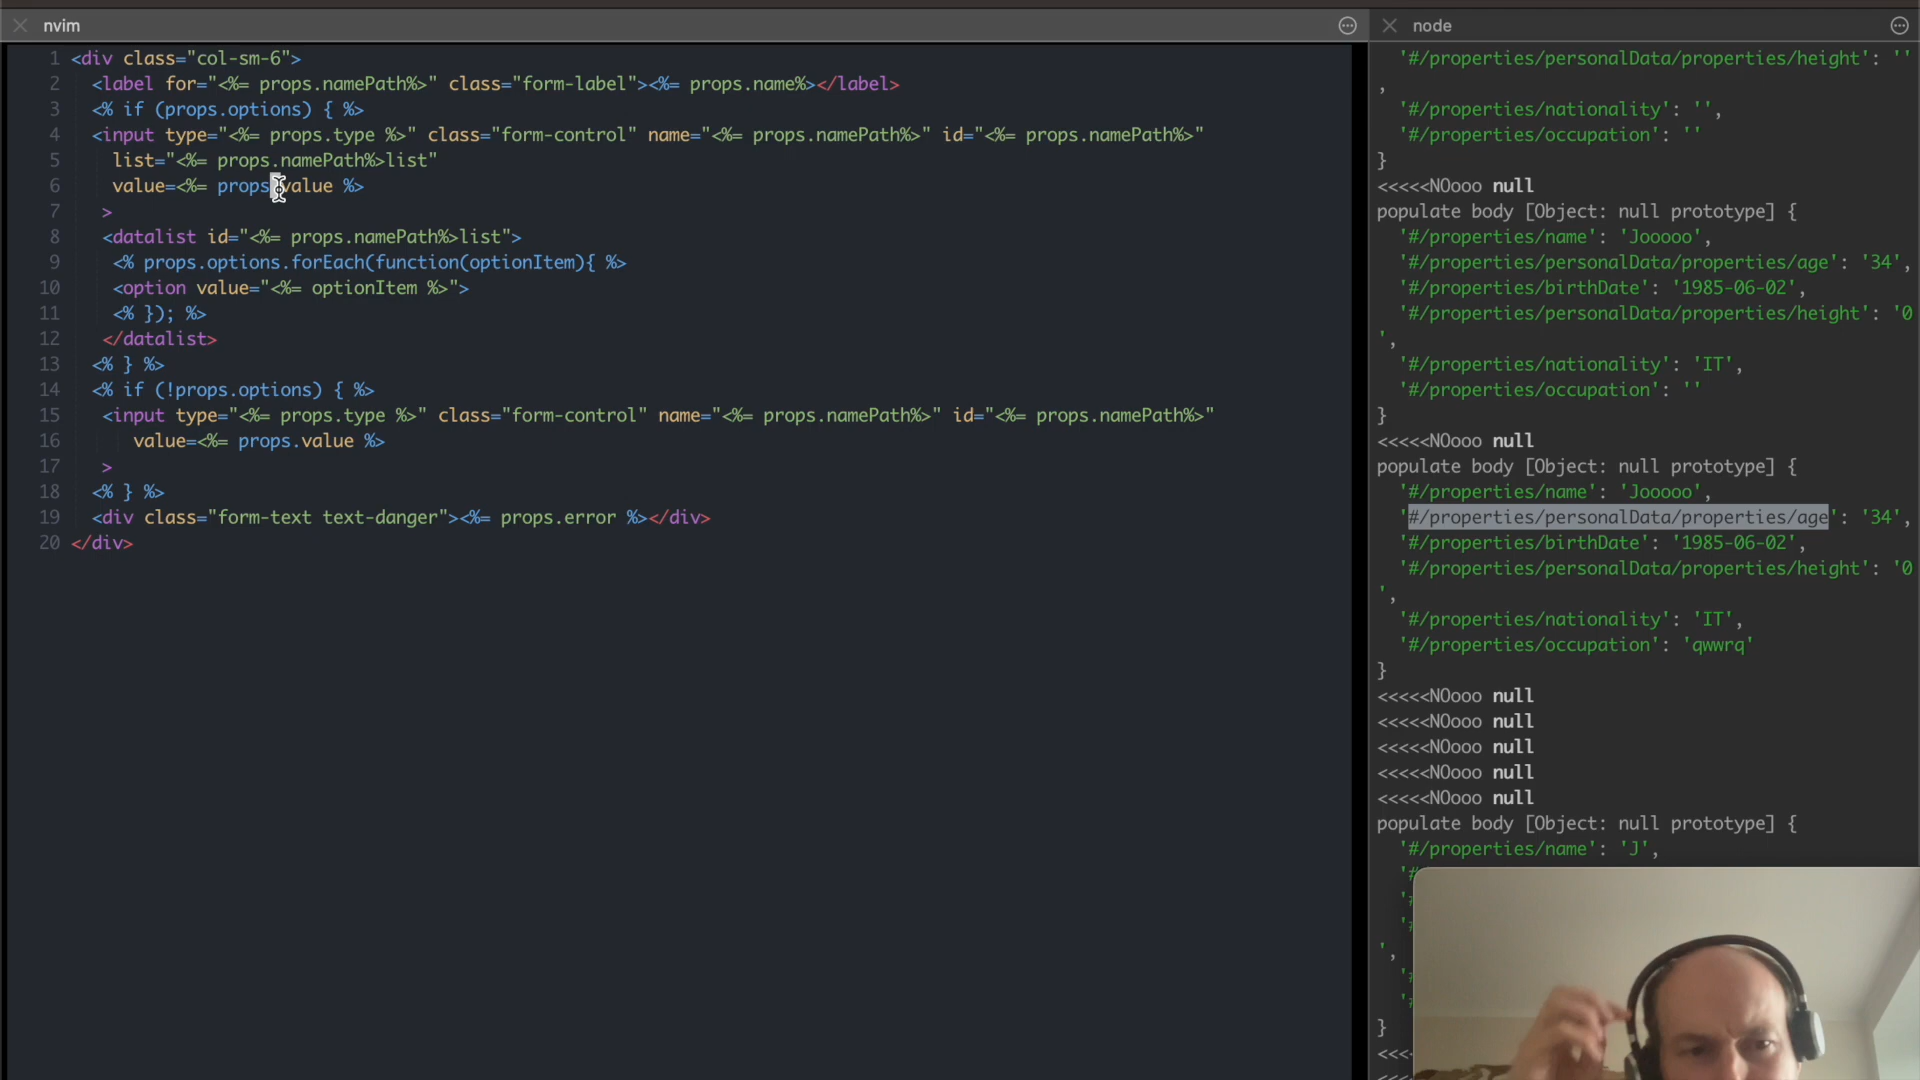 nvim
1 <div class="col-sm-6">
2 <label for="<%= props.namePath%>" class="form-label"><%= props.name%></label>
3 <% if (props.options) { %>
4 <input type="<%= props.type %>" class="form-control" name="<%= props.namePath%>" id="<%= props.namePath%>"
5 list="<%= props.namePath%>list"
6 value=<%= props.value %>
7 >
8 <datalist id="<%= props.namePath%>list">
9 <% props.options.forEach(function(optionItem){ %>
10 <option value="<%= optionItem %>">
11 <% }); %>
12 </datalist>
13 <% } %>
14 <% if (!props.options) { %>
15 <input type="<%= props.type %>" class="form-control" name="<%= props.namePath%>" id="<%= props.namePath%>"
16 value=<%= props.value %>
17 >
18 <% } %>
19 <div class="form-text text-danger"><%= props.error %></div>
20 </div>
node
'#/properties/personalData/properties/height': ''
,
'#/properties/nationality': '',
'#/properties/occupation': ''
}
<<<<<NOooo null
populate body [Object: null prototype] {
'#/properties/name': 'Jooooo',
'#/properties/personalData/properties/age': '34',
'#/properties/birthDate': '1985-06-02',
'#/properties/personalData/properties/height': '0
',
'#/properties/nationality': 'IT',
'#/properties/occupation': ''
}
<<<<<NOooo null
populate body [Object: null prototype] {
'#/properties/name': 'Jooooo',
'#/properties/personalData/properties/age': '34',
'#/properties/birthDate': '1985-06-02',
'#/properties/personalData/properties/height': '0
',
'#/properties/nationality': 'IT',
'#/properties/occupation': 'qwwrq'
}
<<<<<NOooo null
<<<<<NOooo null
<<<<<NOooo null
<<<<<NOooo null
<<<<<NOooo null
populate body [Object: null prototype] {
'#/properties/name': 'J',
',
}
<<<